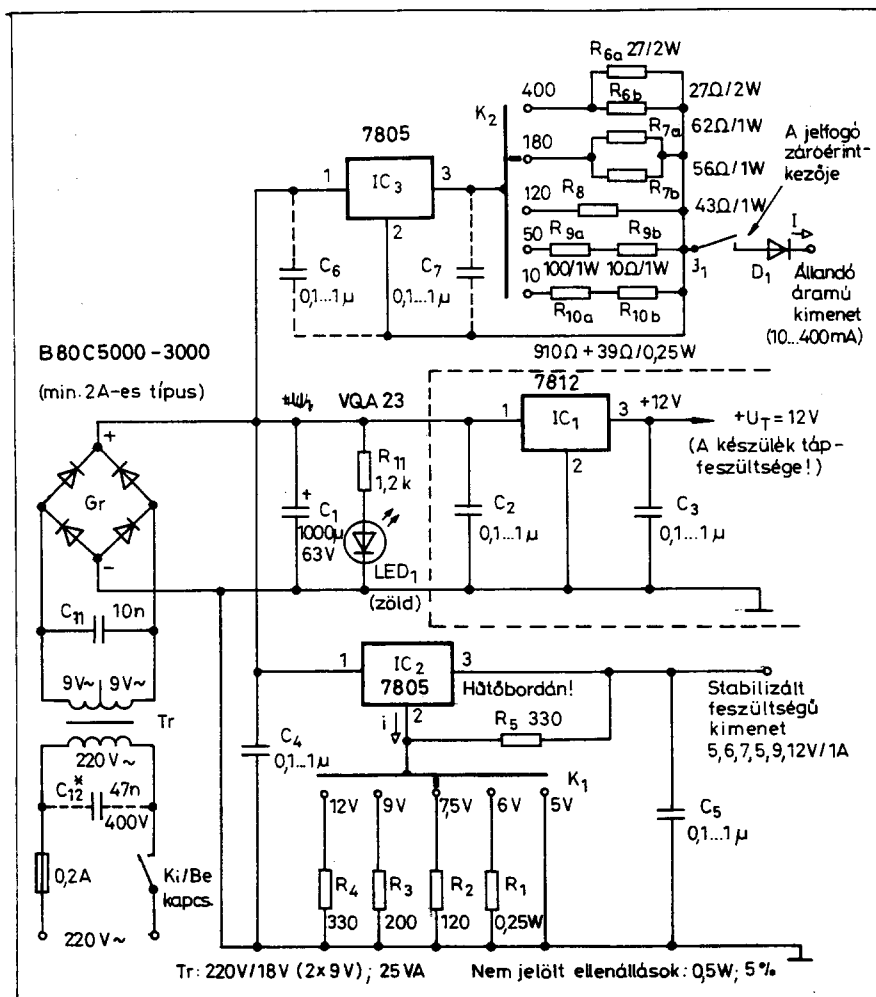 R6a 27/2W
400
R6b
27Ω/2W
K2
7805
180
R7a
62Ω/1W
A jelfogó
záróérint-
kezője
1
IC3
3
56Ω/1W
R7b
120
R8
43Ω/1W
2
50
R9a
R9b
I
C6
0,1...1μ
C7
0,1...1μ
100/1W
10Ω/1W
J1
D1
10
Állandó
áramú
kimenet
(10...400mA)
R10a
R10b
910Ω + 39Ω/0,25W
B80C5000-3000
(min. 2A-es típus)
7812
VQA 23
1
IC1
3
+12V
+UT = 12V
(A készülék táp-
feszültsége!)
+
R11
1,2k
2
Gr
+
C1
1000μ
63V
C2
0,1...1μ
C3
0,1...1μ
-
LED1
(zöld)
C11
10n
9V~
9V~
1
IC2
7805
3
Hűtőbordán!
Stabilizált
feszültségű
kimenet
5,6,7,5,9,12V/1A
Tr
i
2
R5 330
220V~
C4
0,1...1μ
K1
C12*
47n
400V
12V
9V
7,5V
6V
5V
C5
0,1...1μ
0,2A
Ki/Be
kapcs.
R4
330
R3
200
R2
120
R1
0,25W
220V~
Tr: 220V/18V (2x9V); 25VA
Nem jelölt ellenállások: 0,5W; 5%